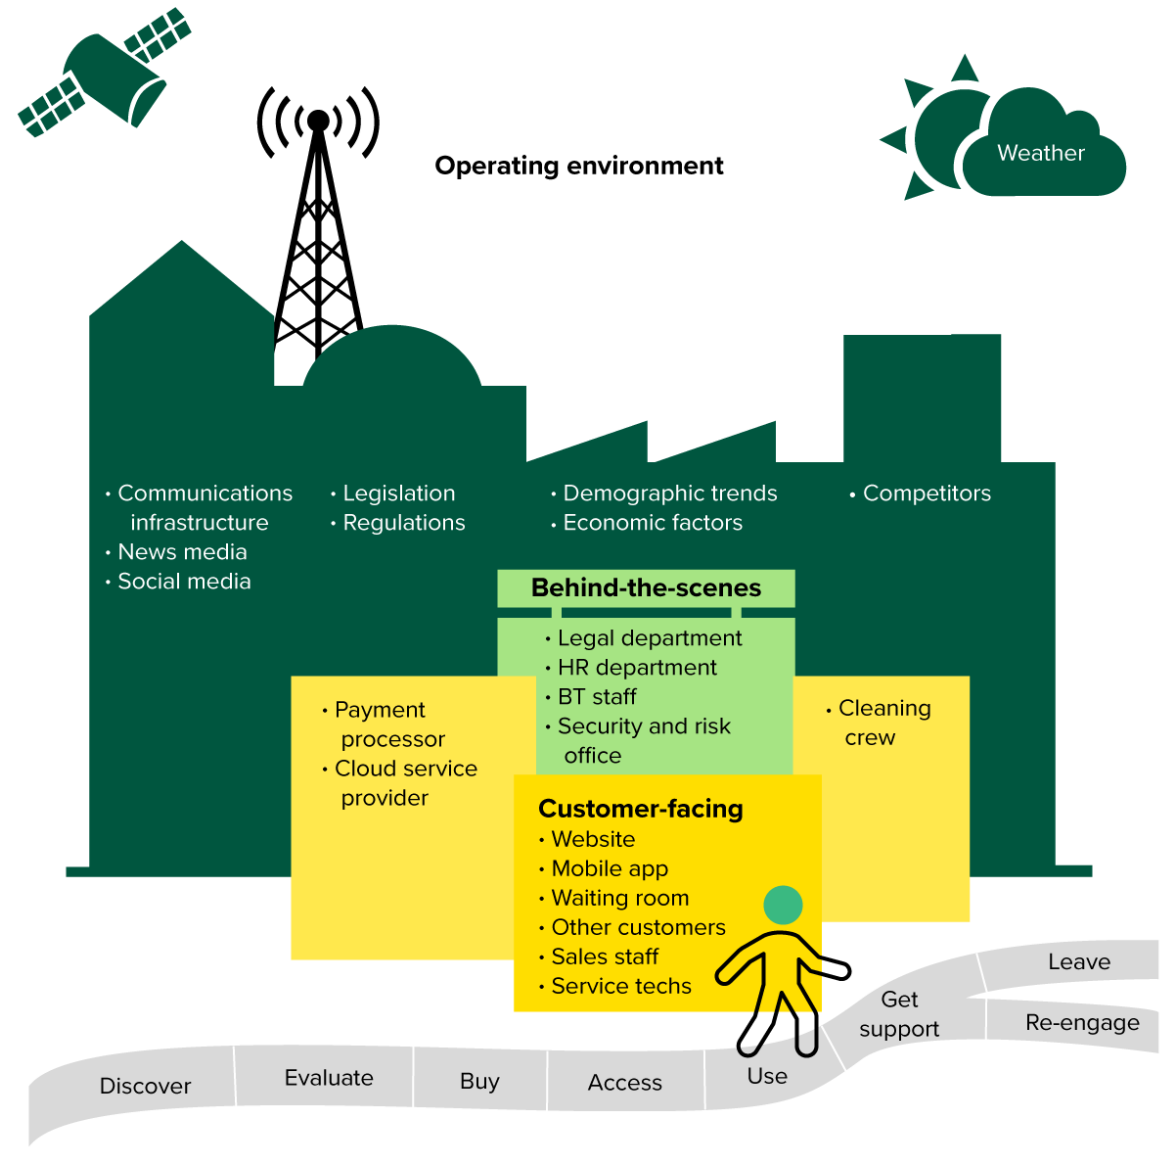 Operating environment
Weather
• Communications
infrastructure
• News media
• Social media
• Legislation
• Regulations
• Demographic trends
• Economic factors
• Competitors
Behind-the-scenes
• Legal department
• HR department
• BT staff
• Security and risk
office
• Payment
processor
• Cloud service
provider
• Cleaning
crew
Customer-facing
• Website
• Mobile app
• Waiting room
• Other customers
• Sales staff
• Service techs
Discover
Evaluate
Buy
Access
Use
Get
support
Leave
Re-engage